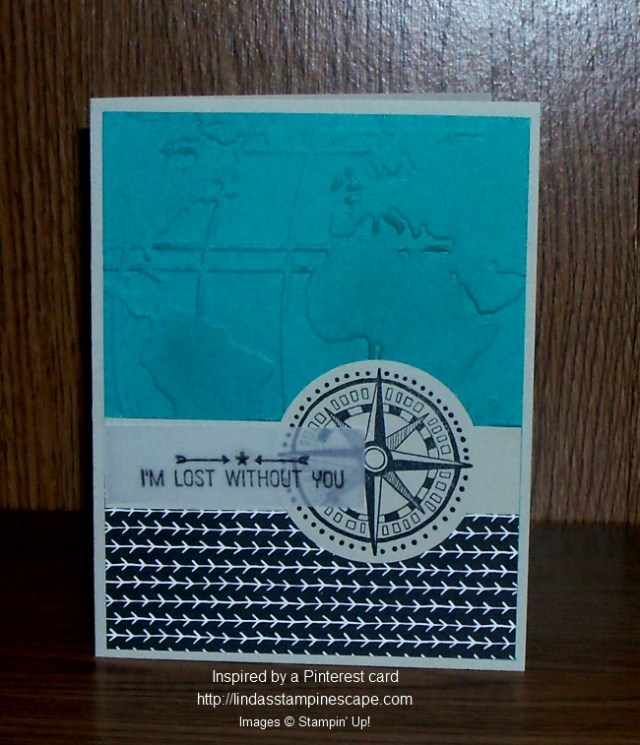 I'M LOST WITHOUT YOU
Inspired by a Pinterest card
http://lindasstampinescape.com
Images © Stampin' Up!